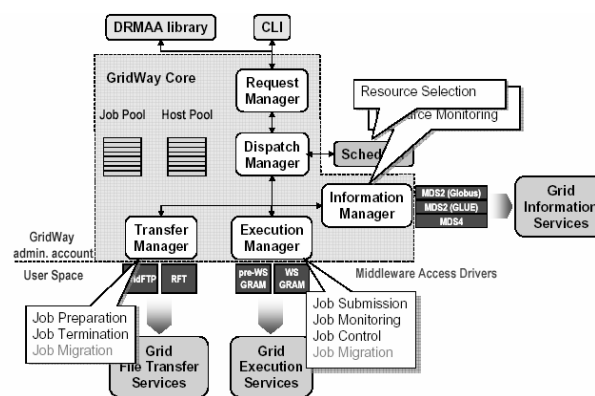 DRMAA library
CLI
GridWay Core
Request
Manager
Resource Selection
Monitoring
Job Pool
Host Pool
Dispatch
Manager
Information
Manager
MDS2 (Globus)
MDS2 (GLUE)
MDS4
Grid
Information
Services
GridWay
admin. account
User Space
Transfer
Manager
Execution
Manager
RFT
pre-WS
GRAM
WS
GRAM
Middleware Access Drivers
Job Preparation
Job Termination
Job Migration
Job Submission
Job Monitoring
Job Control
Job Migration
Grid
File Transfer
Services
Grid
Execution
Services